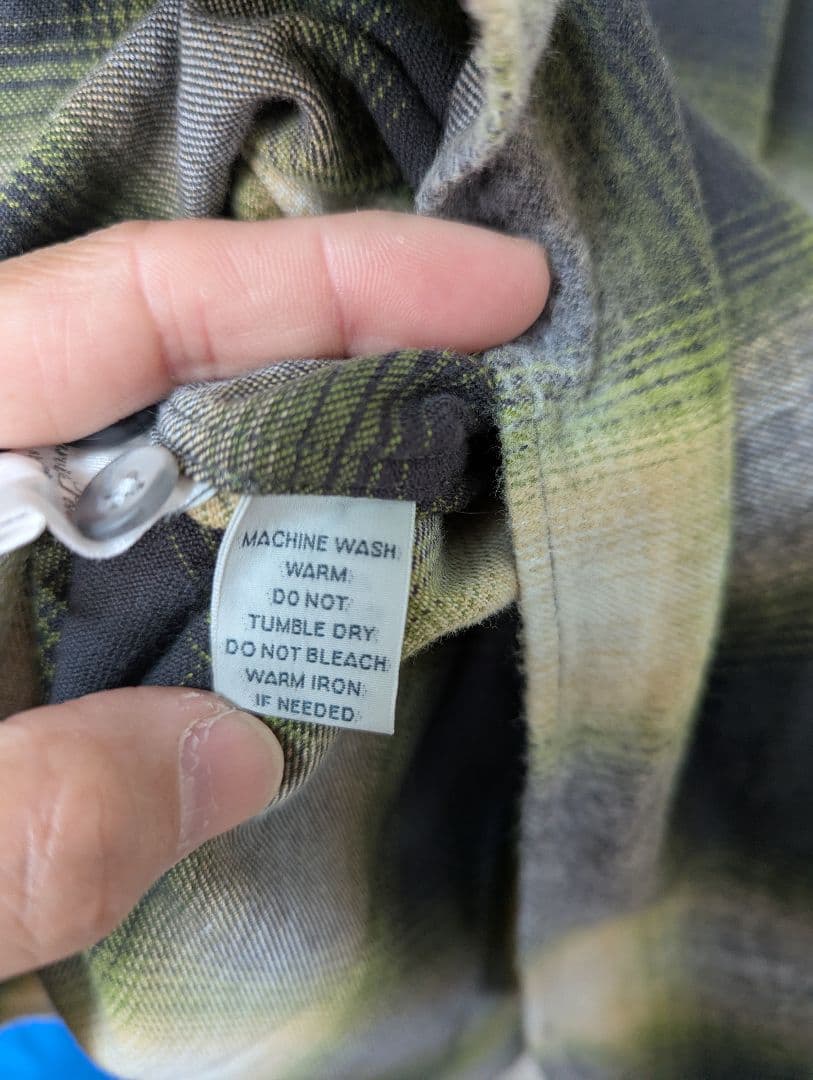 MACHINE WASH
WARM
DO NOT
TUMBLE DRY
DO NOT BLEACH
WARM IRON
IF NEEDED